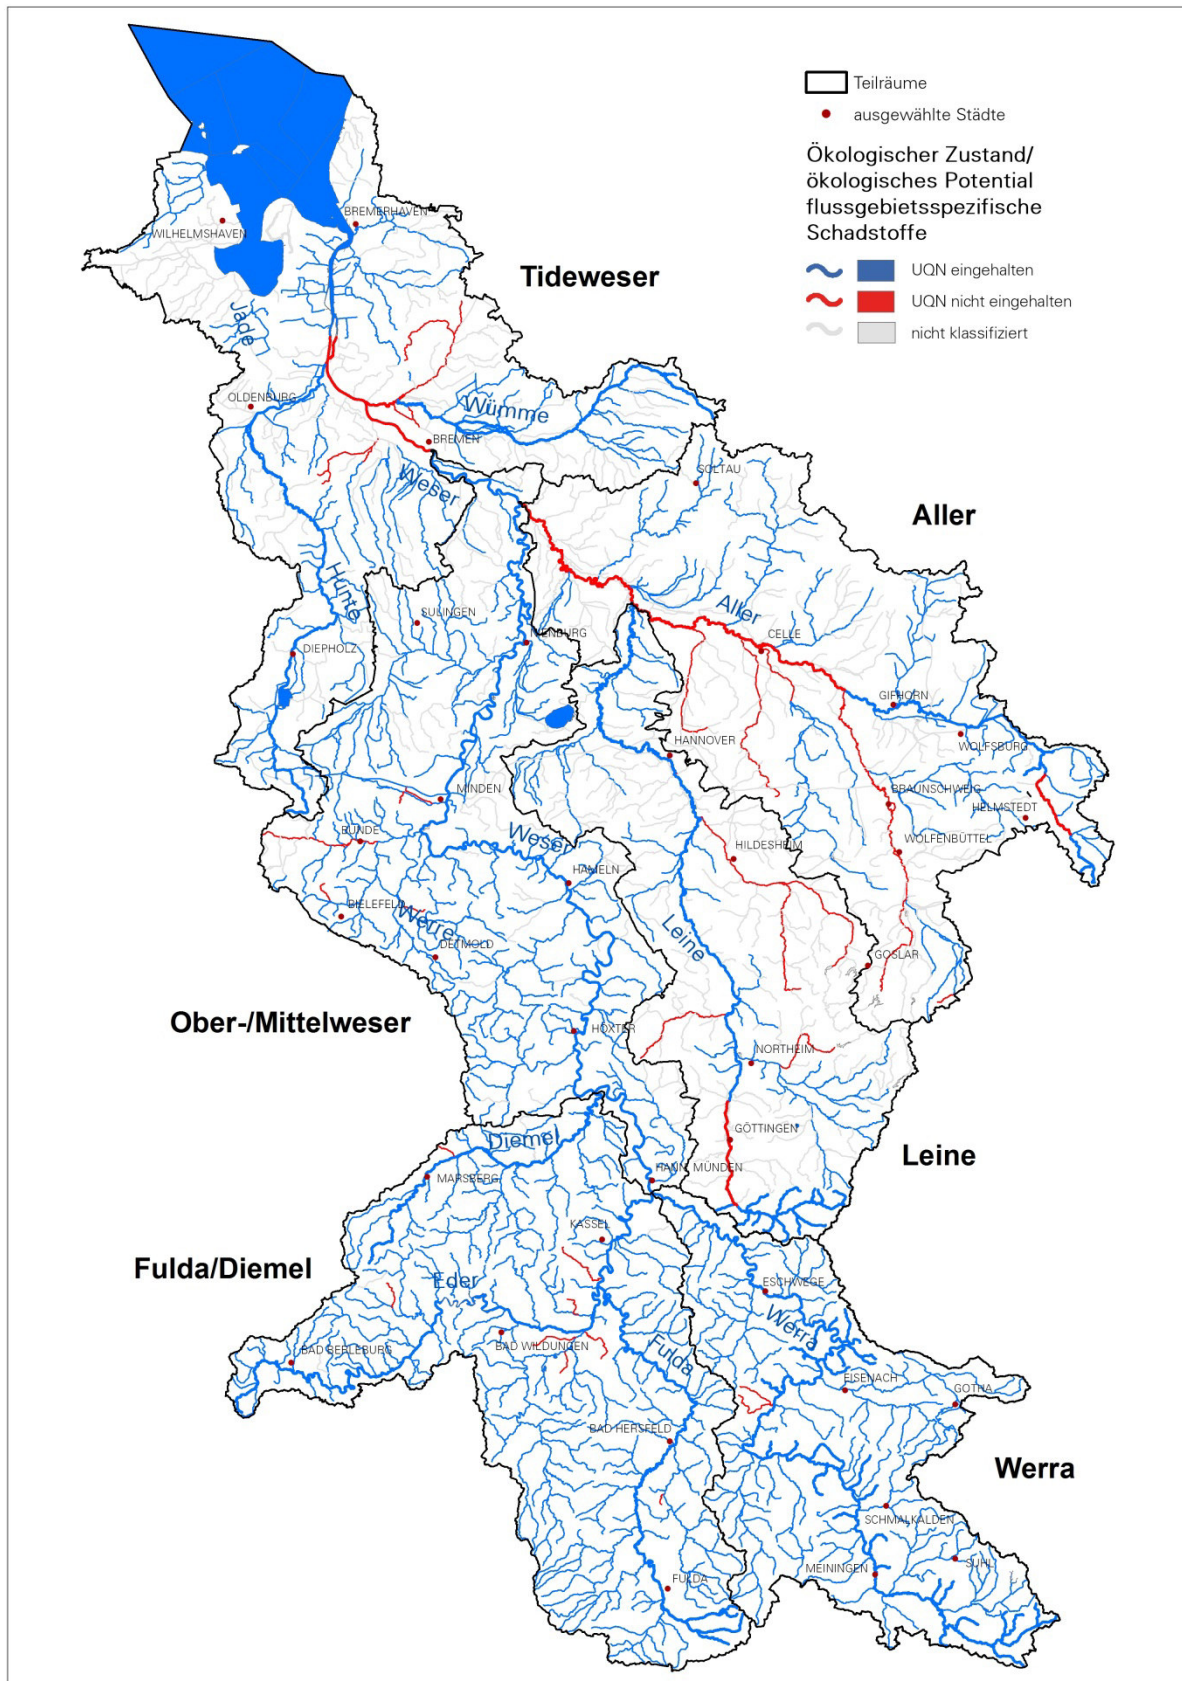 Teilräume
ausgewählte Städte
Ökologischer Zustand/
ökologisches Potential
flussgebietsspezifische
Schadstoffe
UQN eingehalten
UQN nicht eingehalten
nicht klassifiziert
BREMERHAVEN
WILHELMSHAVEN
Tideweser
Jade
OLDENBURG
Wümme
BREMEN
Weser
SOLTAU
Aller
Hunte
Aller
SULINGEN
NIENBURG
CELLE
DIEPHOLZ
GIFHORN
HANNOVER
WOLFSBURG
MINDEN
BRAUNSCHWEIG
HELMSTEDT
BÜNDE
Weser
WOLFENBÜTTEL
HILDESHEIM
HAMELN
BIELEFELD
Werre
Leine
DETMOLD
GOSLAR
Ober-/Mittelweser
HÖXTER
NORTHEIM
GÖTTINGEN
Diemel
Leine
HANN. MÜNDEN
MARSBERG
KASSEL
Fulda/Diemel
Eder
ESCHWEGE
Werra
BAD WILDUNGEN
Fulda
BAD BERLEBURG
EISENACH
GOTHA
BAD HERSFELD
Werra
SCHMALKALDEN
SUHL
MEININGEN
FULDA